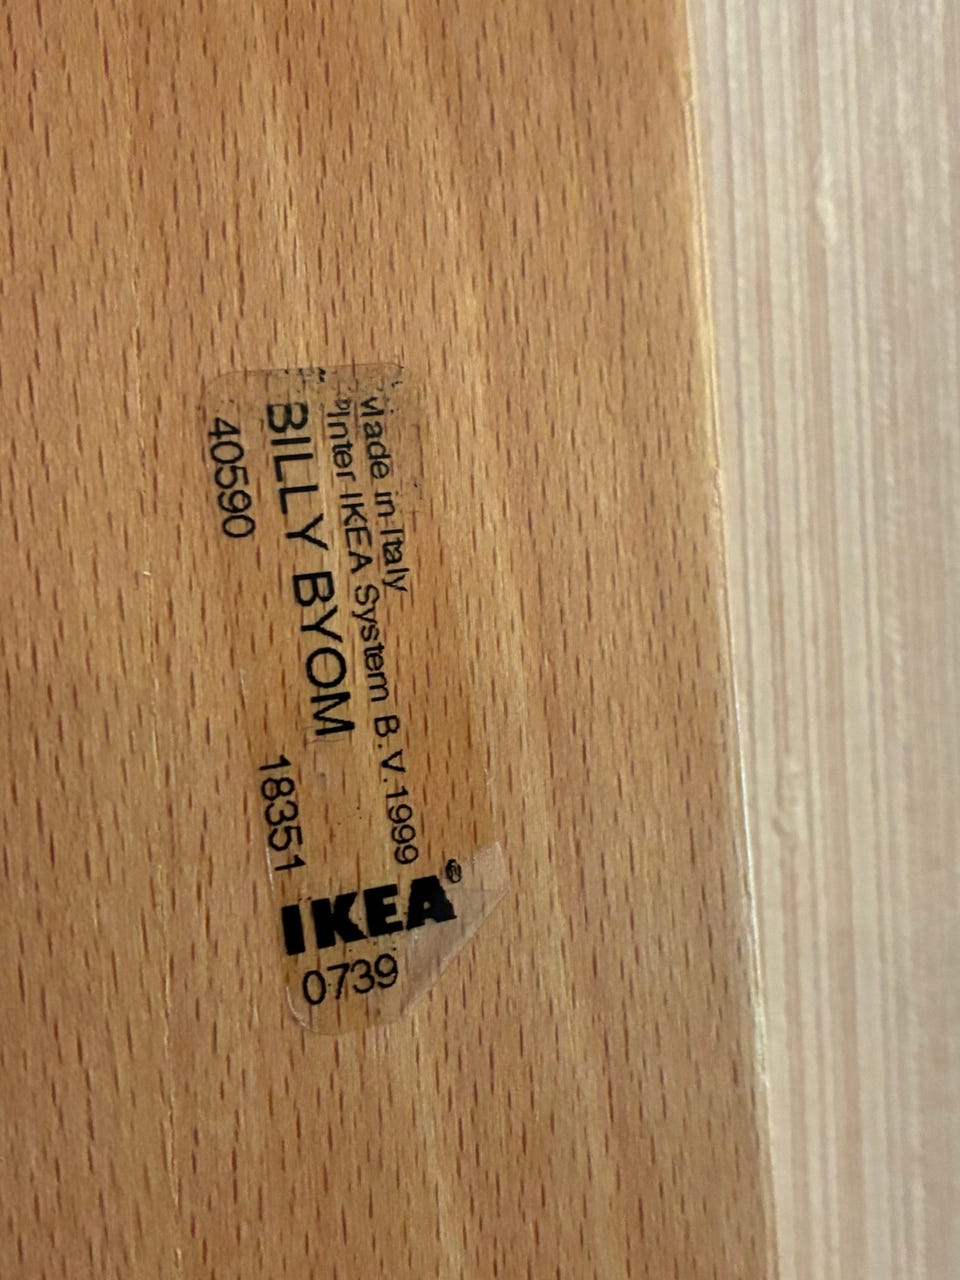 Made in Italy
©Inter IKEA System B.V.1999
BILLY BYOM
40590 18351
IKEA®
0739